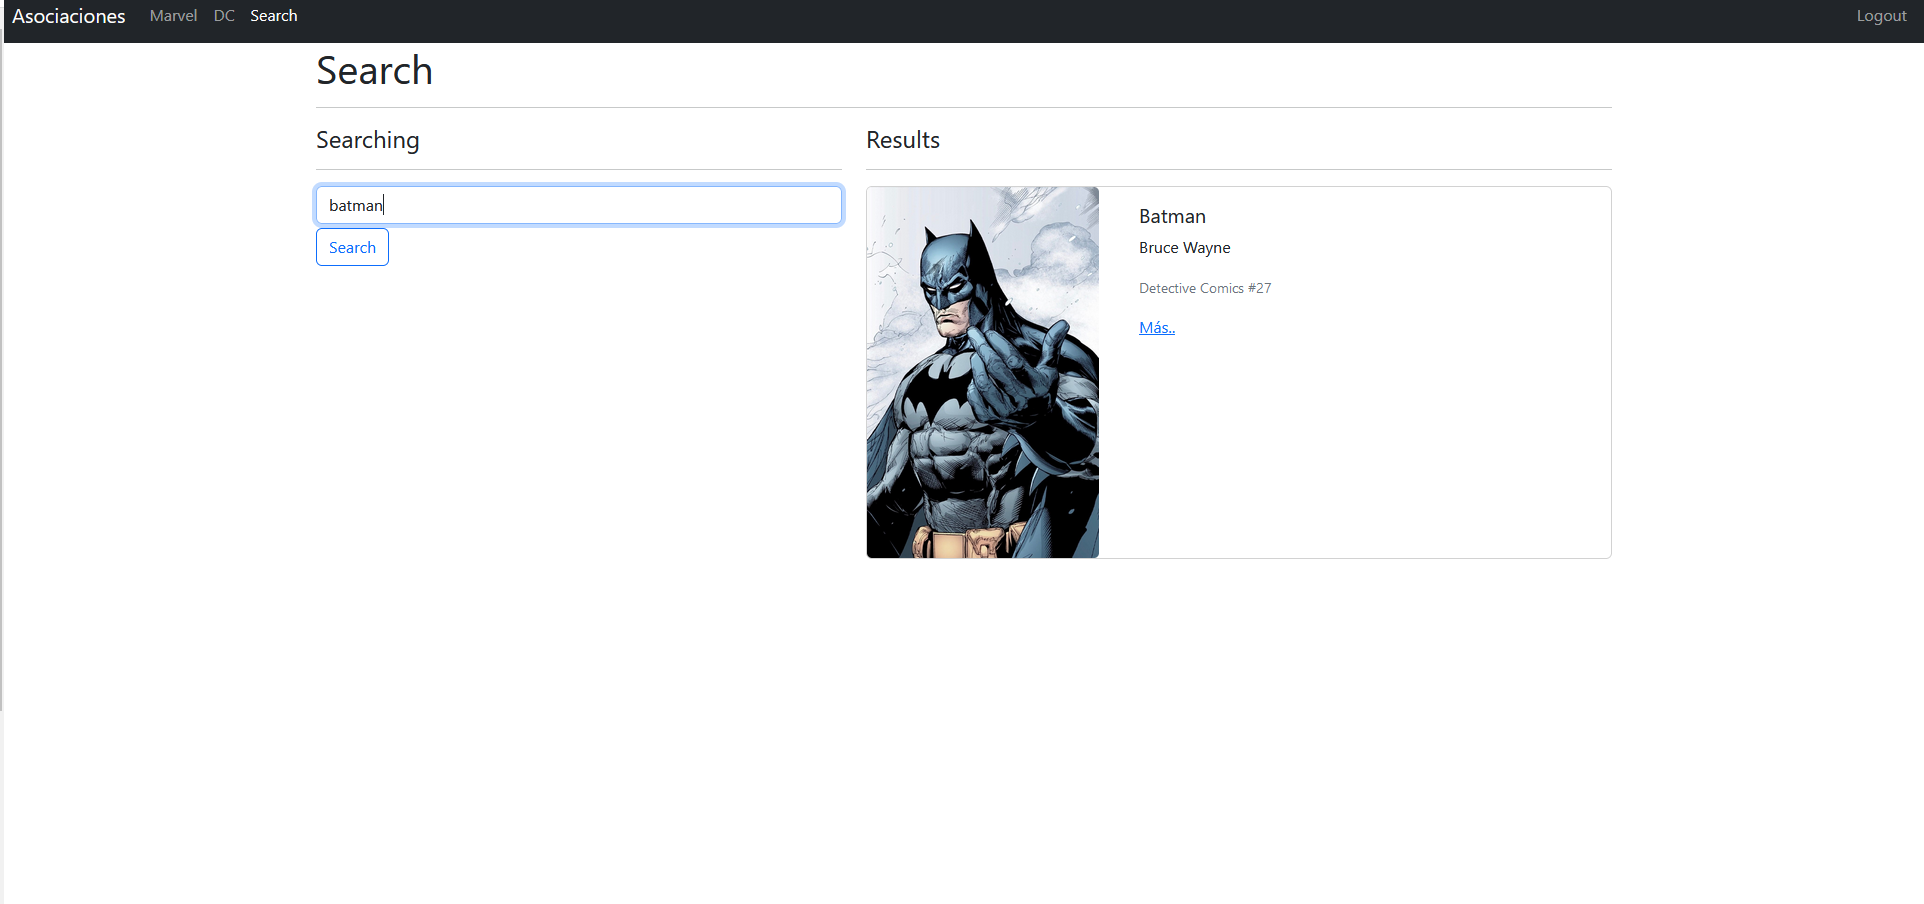 Asociaciones Marvel DC Search Logout
Search
Searching
batman
Search
Results
Batman
Bruce Wayne
Detective Comics #27
Más..